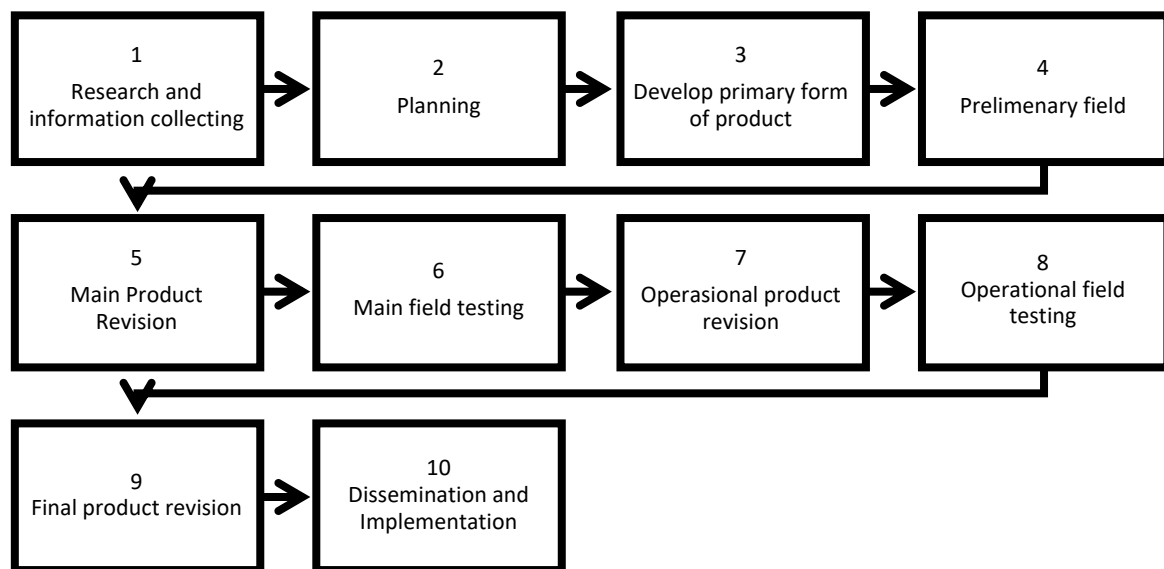 1
Research and
information collecting
2
Planning
3
Develop primary form
of product
4
Prelimenary field
5
Main Product
Revision
6
Main field testing
7
Operasional product
revision
8
Operational field
testing
9
Final product revision
10
Dissemination and
Implementation